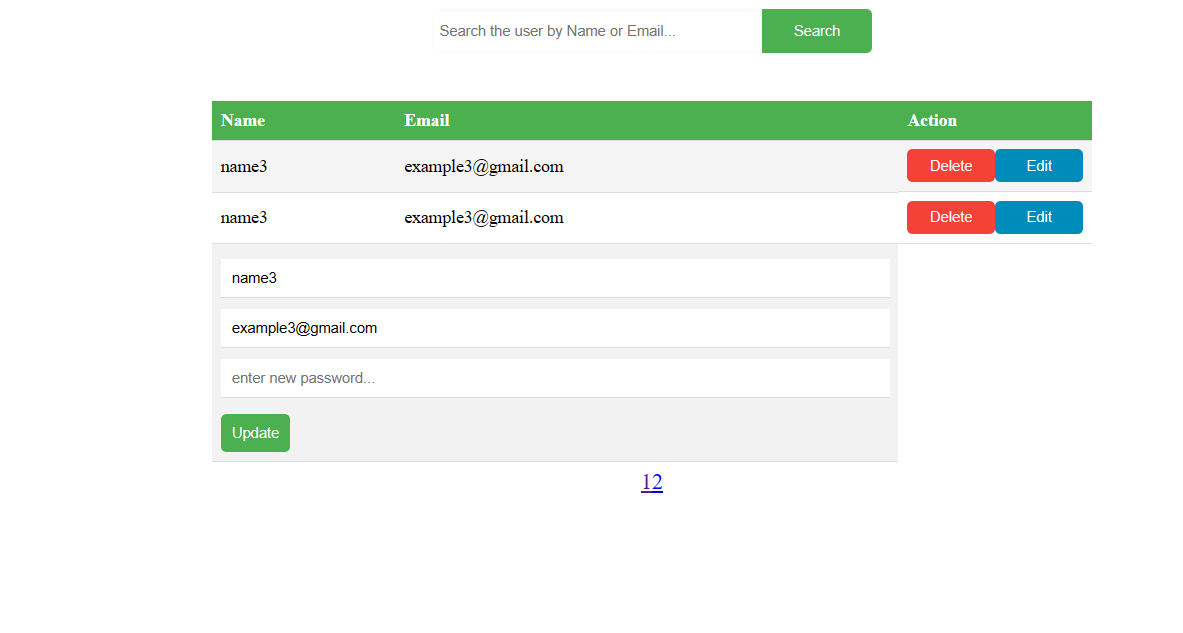 Search the user by Name or Email... Search
Name Email Action
name3 example3@gmail.com Delete Edit
name3 example3@gmail.com Delete Edit
name3
example3@gmail.com
enter new password...
Update
12